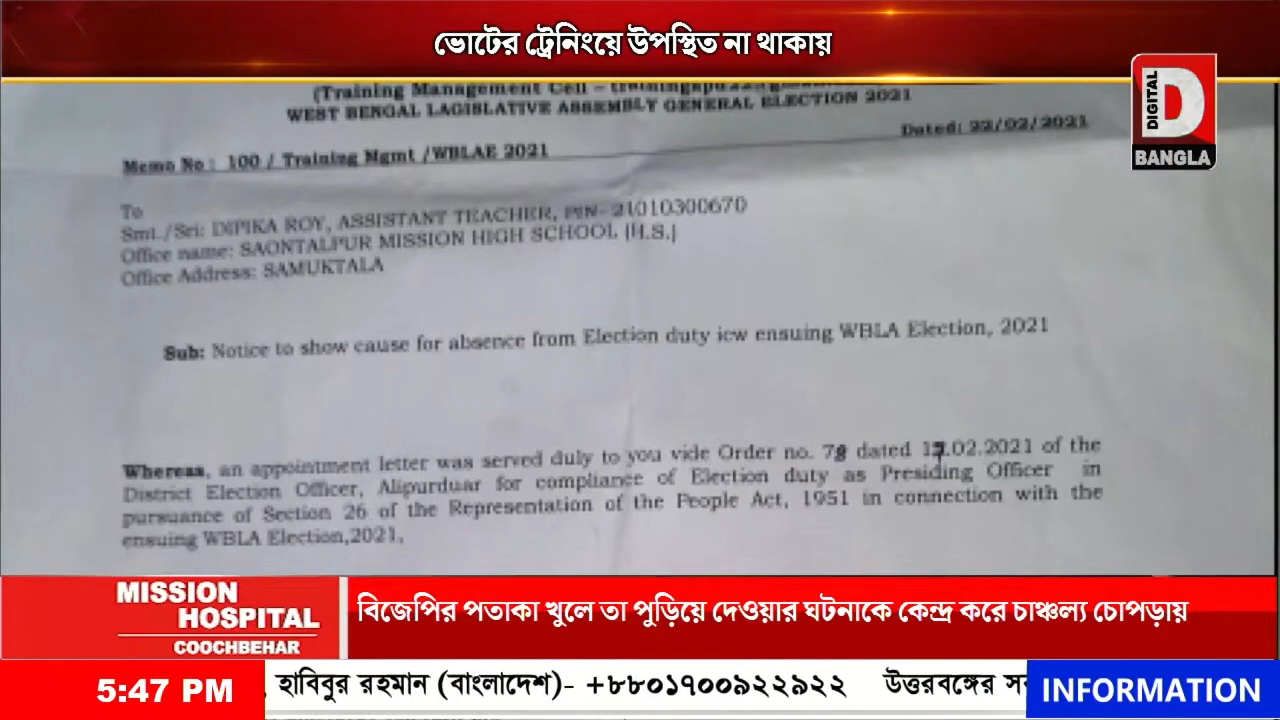 ভোটের ট্রেনিংয়ে উপস্থিত না থাকায়
DIGITAL
D
BANGLA
(Training Management Cell –
WEST BENGAL LAGISLATIVE ASSEMBLY GENERAL ELECTION 2021
Dated: 22/02/2021
Memo No : 100 / Training Mgmt /WBLAE 2021
To
Smt./Sri: DIPIKA ROY, ASSISTANT TEACHER, PIN- 21010300670
Office name: SAONTALPUR MISSION HIGH SCHOOL (H.S.)
Office Address: SAMUKTALA
Sub: Notice to show cause for absence from Election duty icw ensuing WBLA Election, 2021
Whereas, an appointment letter was served duly to you vide Order no. dated of the
District Election Officer, Alipurduar for compliance of Election duty as Presiding Officer in
pursuance of Section 26 of the Representation of the People Act, 1951 in connection with the
ensuing WBLA Election,2021,
MISSION
HOSPITAL
COOCHBEHAR
বিজেপির পতাকা খুলে তা পুড়িয়ে দেওয়ার ঘটনাকে কেন্দ্র করে চাঞ্চল্য চোপড়ায়
5:47 PM
হাবিবুর রহমান (বাংলাদেশ)- +৮৮০১৭০০৯২২৯২২ উত্তরবঙ্গের
INFORMATION